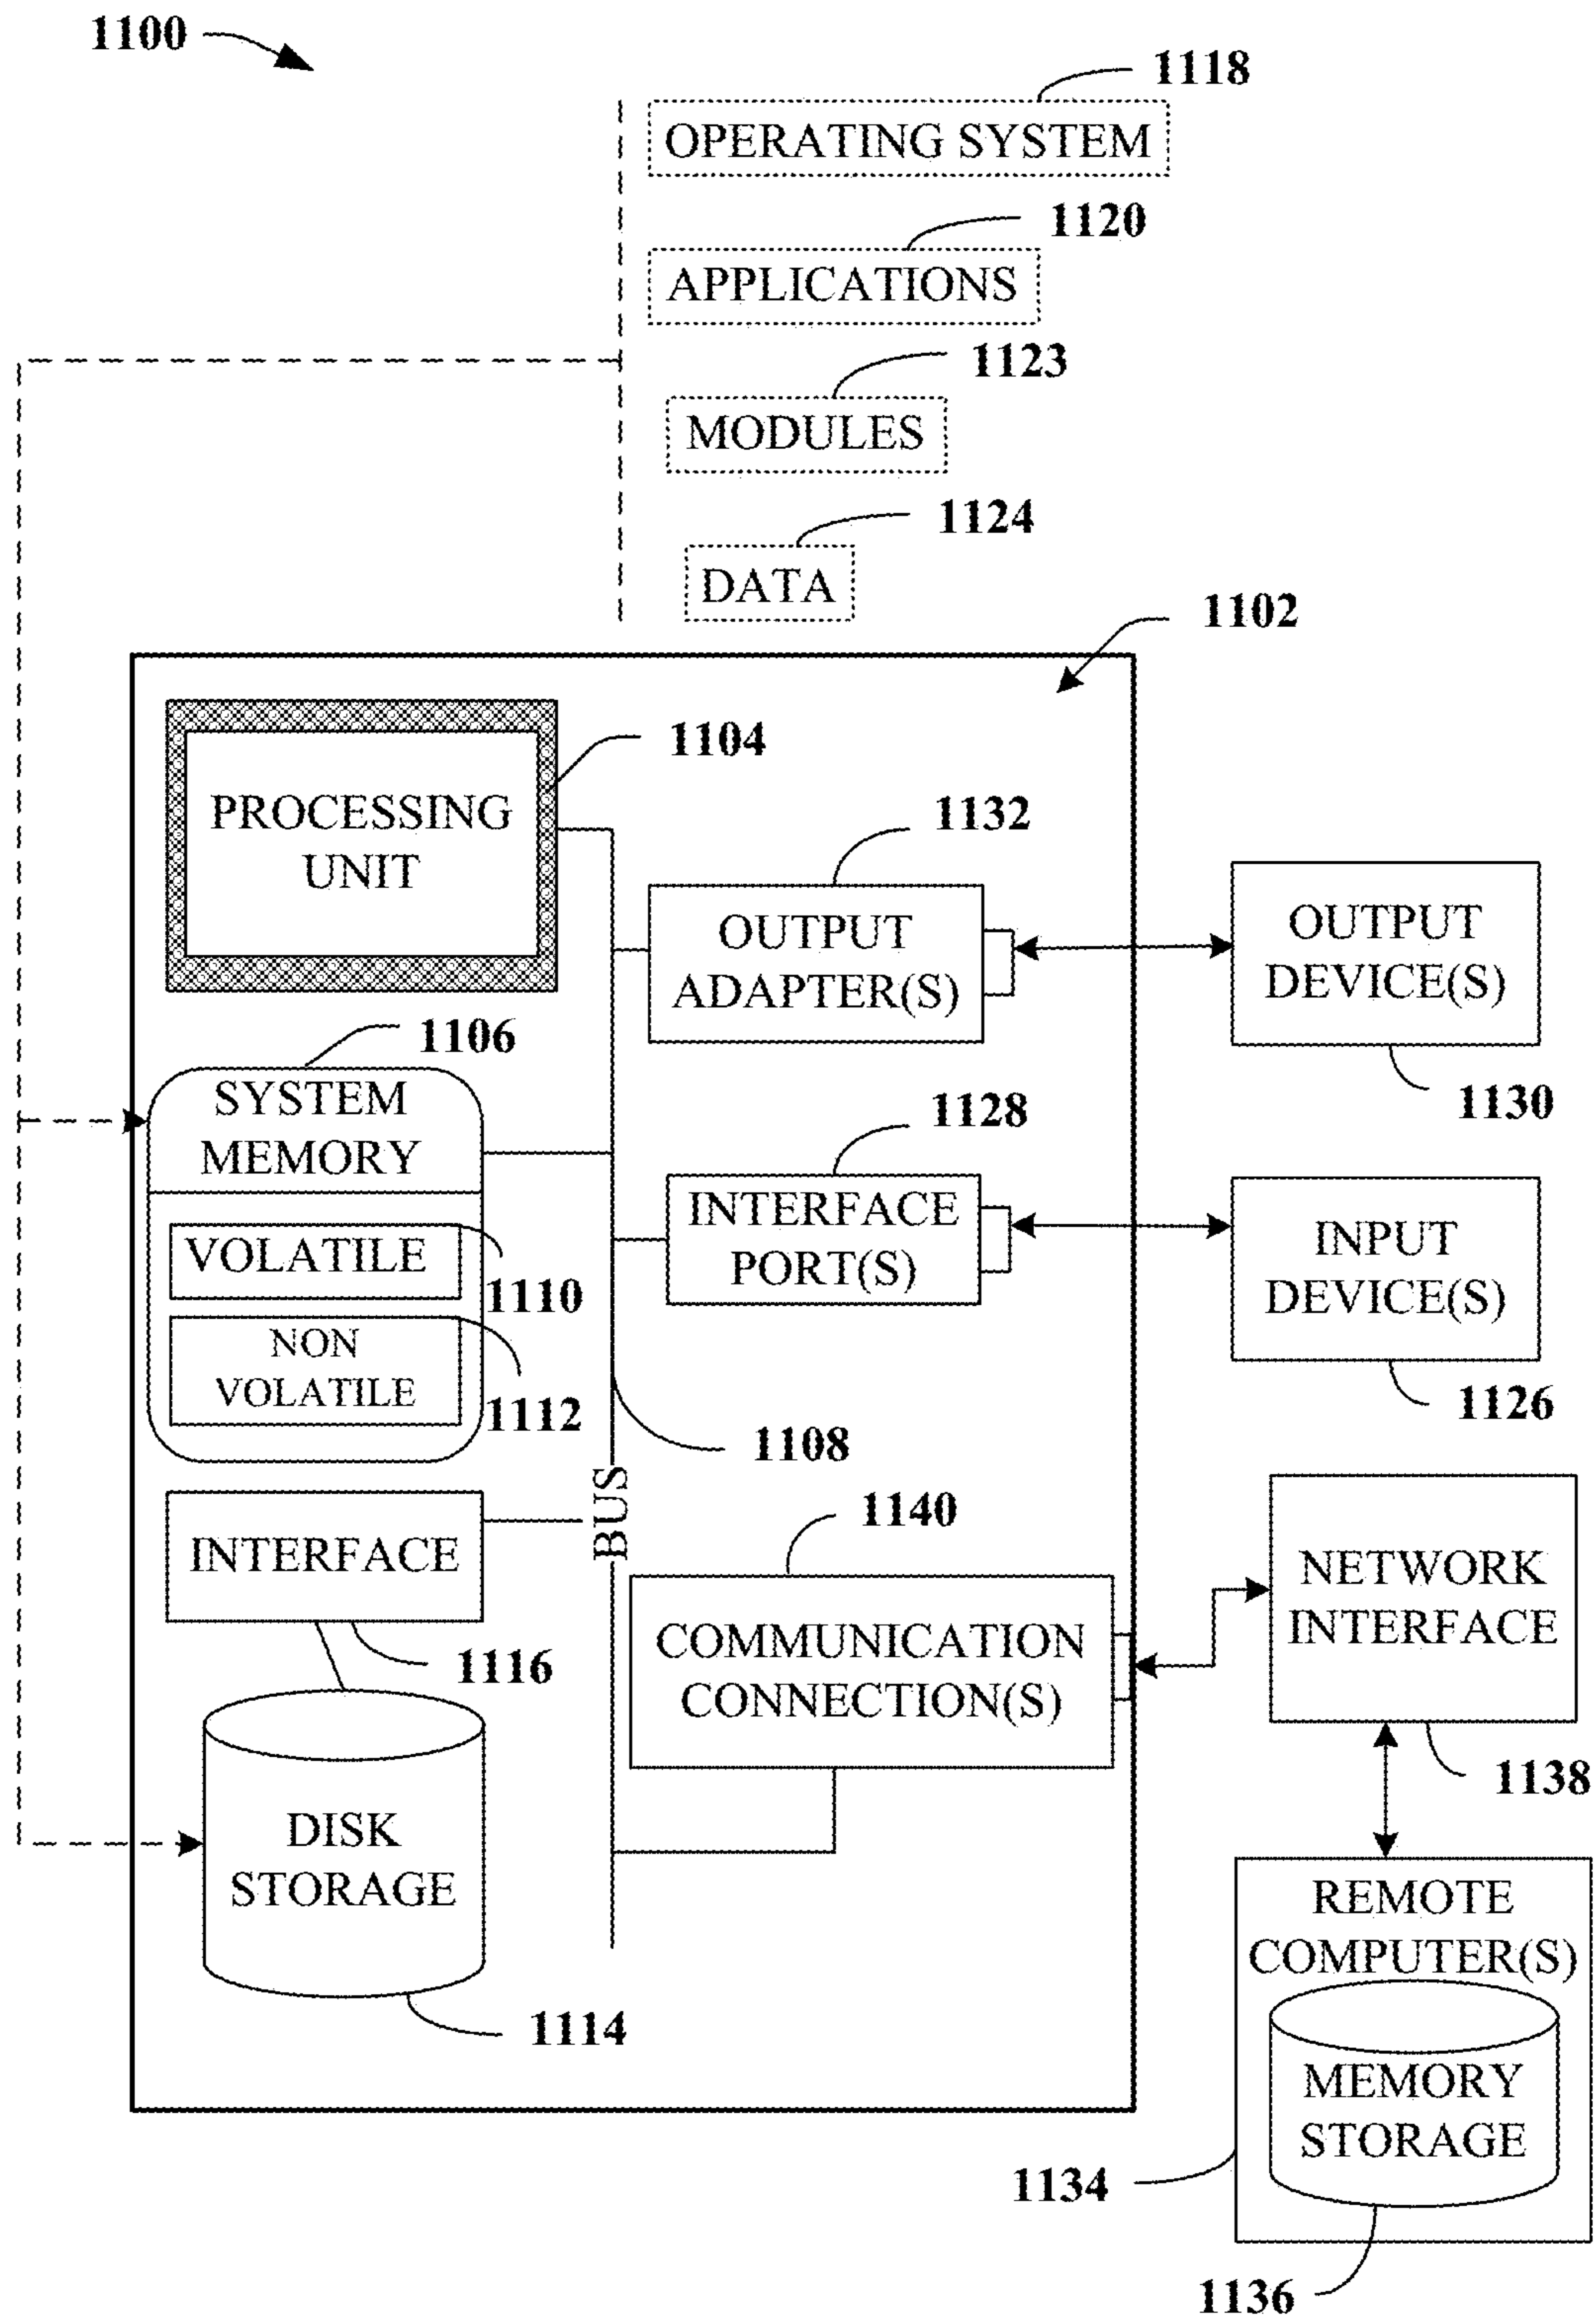 1100
1118
OPERATING SYSTEM
1120
APPLICATIONS
1123
MODULES
1124
DATA
1102
PROCESSING
UNIT
1104
1132
OUTPUT
ADAPTER(S)
OUTPUT
DEVICE(S)
1130
1106
SYSTEM
MEMORY
VOLATILE
1110
NON
VOLATILE
1112
1128
INTERFACE
PORT(S)
INPUT
DEVICE(S)
1126
1108
BUS
INTERFACE
1116
1140
COMMUNICATION
CONNECTION(S)
NETWORK
INTERFACE
1138
DISK
STORAGE
1114
REMOTE
COMPUTER(S)
MEMORY
STORAGE
1134
1136